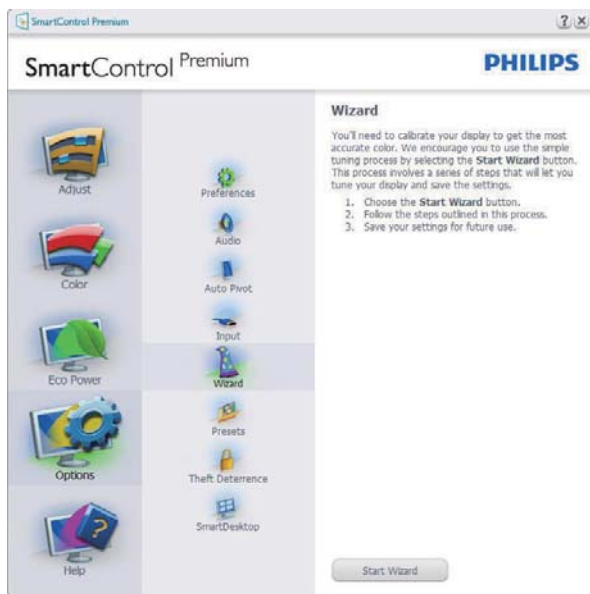 SmartControl Premium
SmartControl Premium
PHILIPS
Adjust
Color
Eco Power
Options
Help
Preferences
Audio
Auto Pivot
Input
Wizard
Presets
Theft Deterrence
SmartDesktop
Wizard
You'll need to calibrate your display to get the most
accurate color. We encourage you to use the simple
tuning process by selecting the Start Wizard button.
This process involves a series of steps that will let you
tune your display and save the settings.
1. Choose the Start Wizard button.
2. Follow the steps outlined in this process.
3. Save your settings for future use.
Start Wizard